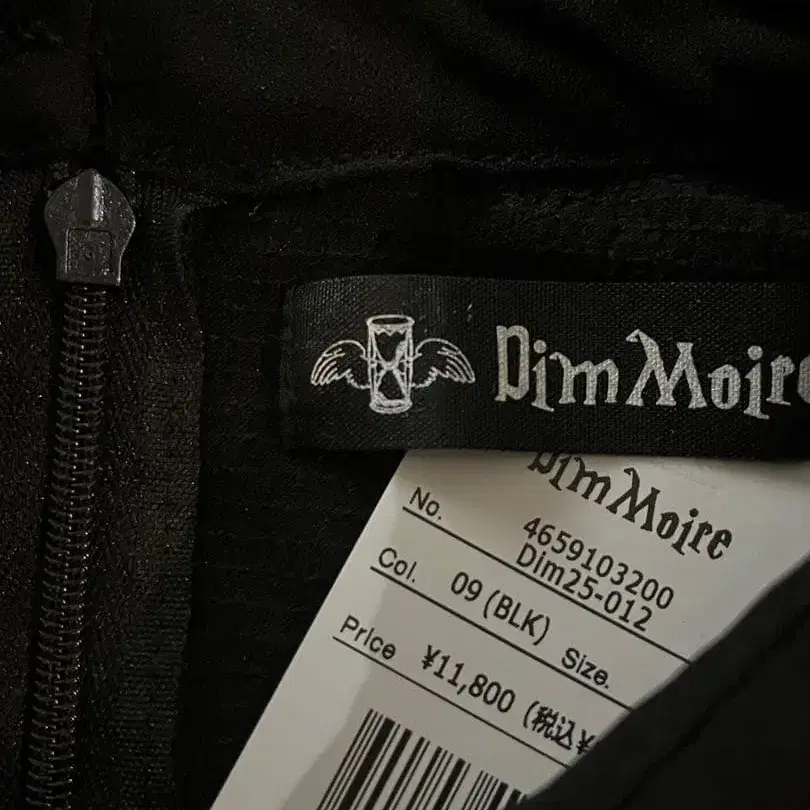 Dim Moire
Dim Moire
No. 4659103200
Dim25-012
Col. 09 (BLK) Size.
Price ¥11,800 (税込¥